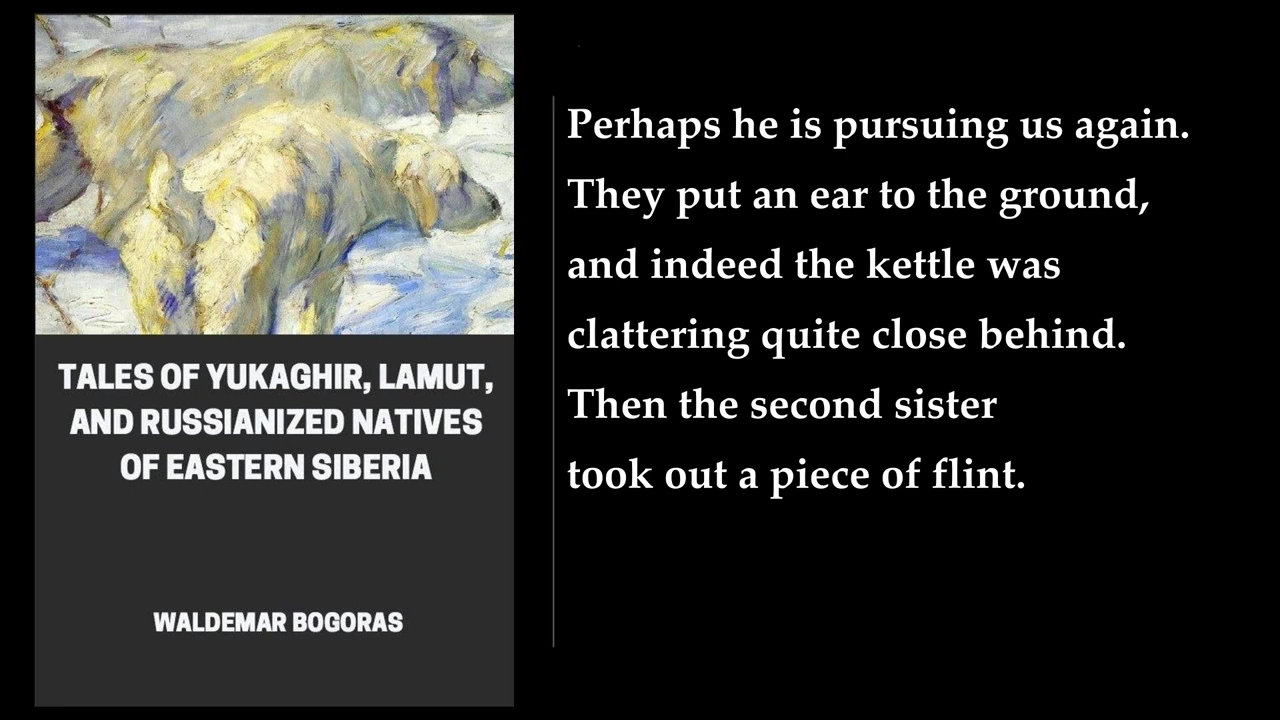 TALES OF YUKAGHIR, LAMUT,
AND RUSSIANIZED NATIVES
OF EASTERN SIBERIA
WALDEMAR BOGORAS
Perhaps he is pursuing us again.
They put an ear to the ground,
and indeed the kettle was
clattering quite close behind.
Then the second sister
took out a piece of flint.